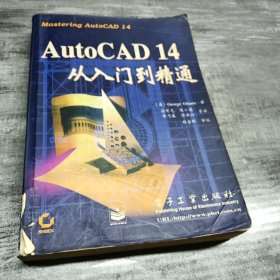 Mastering AutoCAD 14
AutoCAD 14
从入门到精通
[美] George Omura 著
电子工业出版社
Publishing House of Electronics Industry
URL:http://www.phei.com.cn
SYBEX